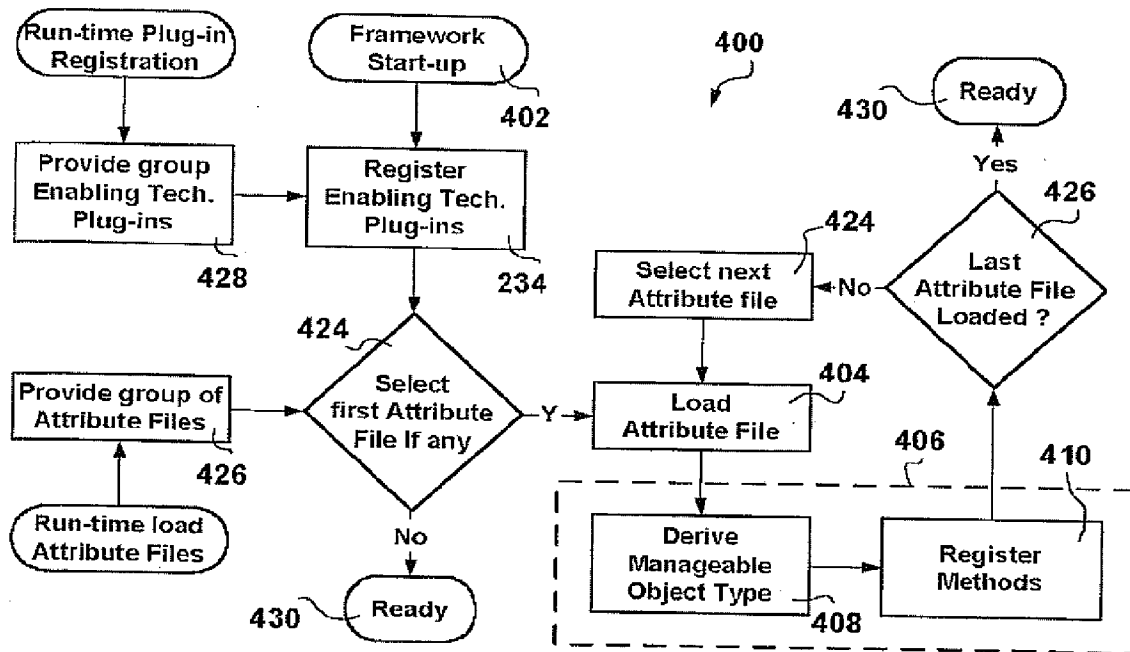 Run-time Plug-in
Registration
Framework
Start-up
402
400
Ready
430
Provide group
Enabling Tech.
Plug-ins
428
Register
Enabling Tech.
Plug-ins
234
Yes
426
Last
Attribute File
Loaded ?
No
424
Select next
Attribute file
424
Select
first Attribute
File If any
Provide group of
Attribute Files
426
Run-time load
Attribute Files
Y
404
Load
Attribute File
406
410
No
Ready
430
Derive
Manageable
Object Type
408
Register
Methods